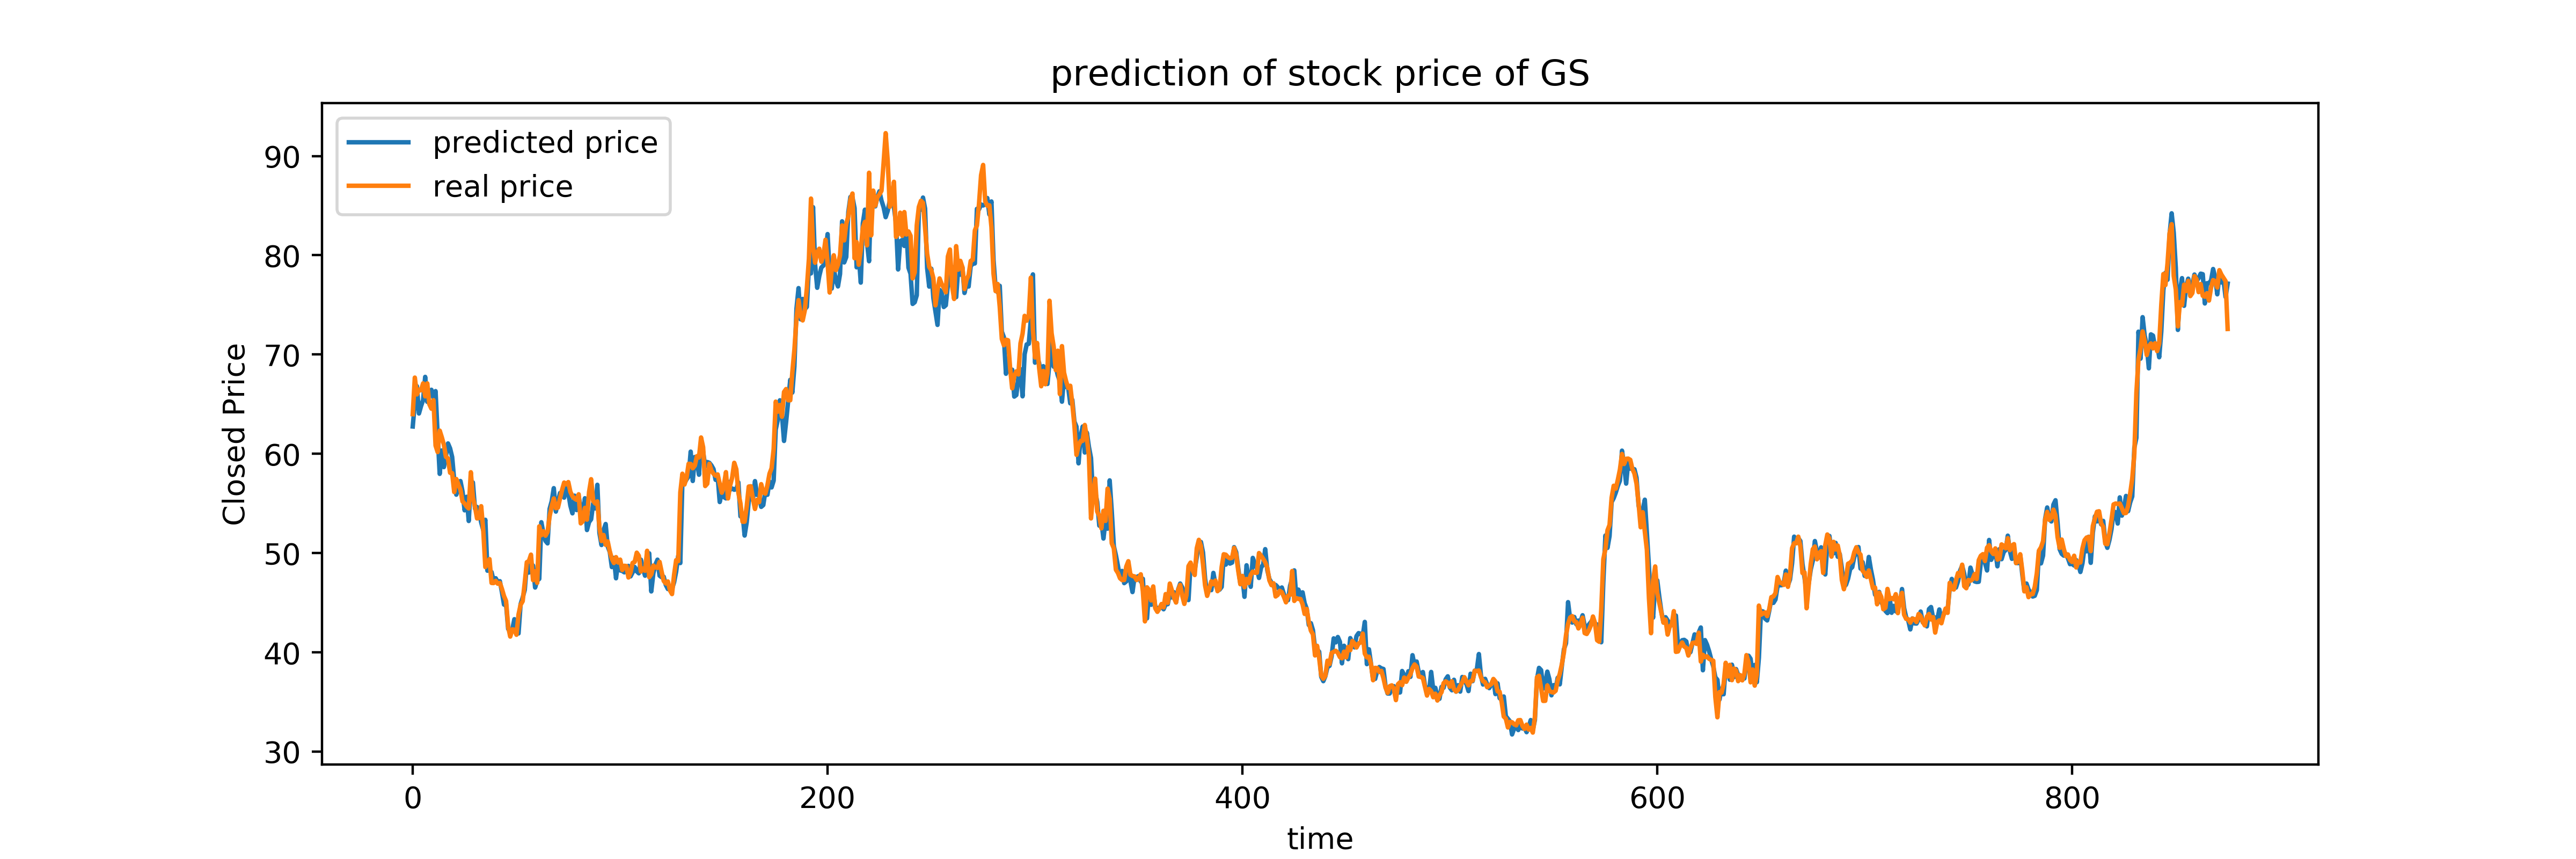 prediction of stock price of GS
predicted price
real price
90
80
70
60
50
40
30
Closed Price
0 200 400 600 800
time